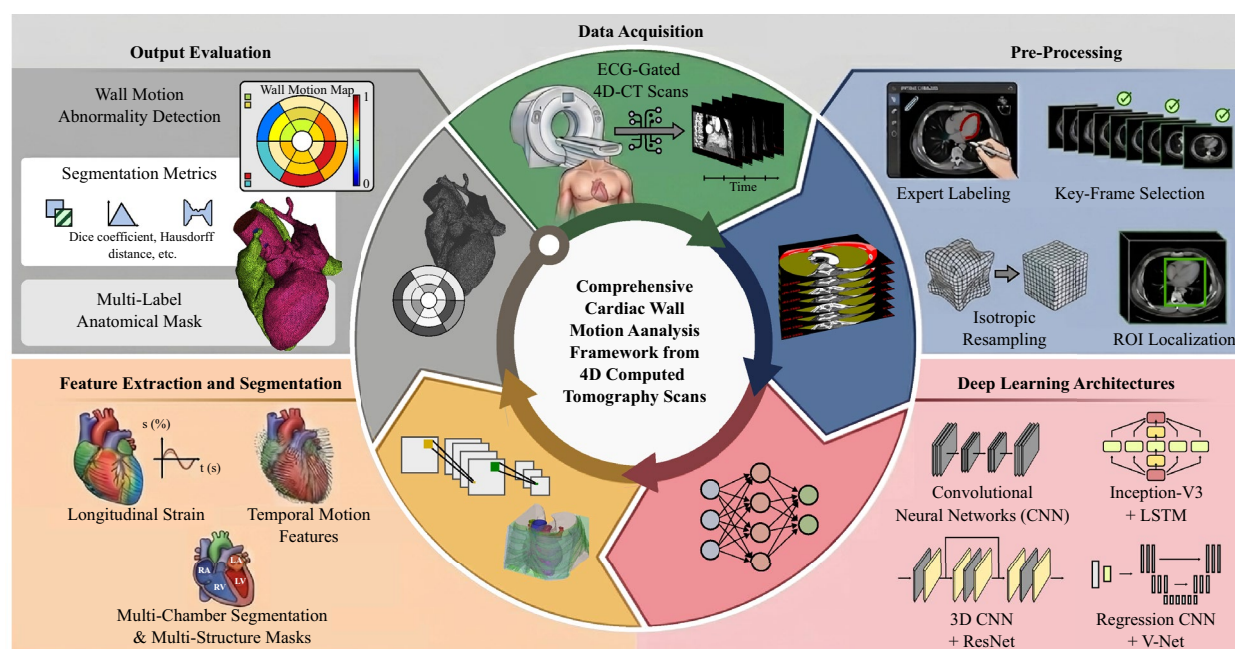 Data Acquisition
ECG-Gated
4D-CT Scans
Time
Pre-Processing
Expert Labeling
Key-Frame Selection
Isotropic
Resampling
ROI Localization
Deep Learning Architectures
Convolutional
Neural Networks (CNN)
Inception-V3
+ LSTM
3D CNN
+ ResNet
Regression CNN
+ V-Net
Feature Extraction and Segmentation
s (%)
t (s)
Longitudinal Strain
Temporal Motion
Features
RA
LA
RV
LV
Multi-Chamber Segmentation
& Multi-Structure Masks
Output Evaluation
Wall Motion
Abnormality Detection
Wall Motion Map
1
0
Segmentation Metrics
Dice coefficient, Hausdorff
distance, etc.
Multi-Label
Anatomical Mask
Comprehensive
Cardiac Wall
Motion Aanalysis
Framework from
4D Computed
Tomography Scans